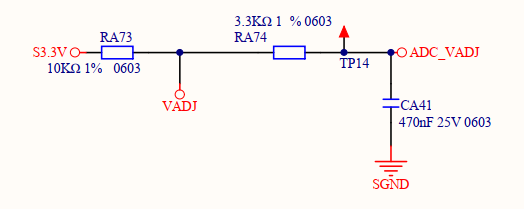 3.3KΩ 1 % 0603
RA73
RA74
S3.3V
ADC_VADJ
10KΩ 1% 0603
TP14
VADJ
CA41
470nF 25V 0603
SGND